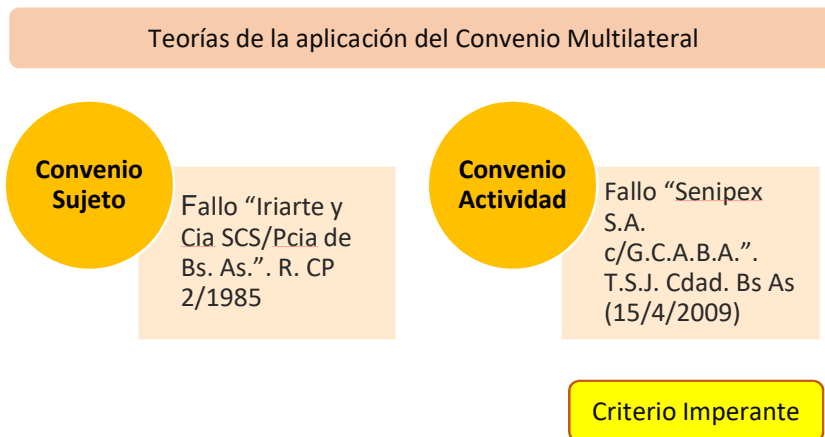 Teorías de la aplicación del Convenio Multilateral
Convenio
Sujeto
Fallo “Iriarte y
Cia SCS/Pcia de
Bs. As.”. R. CP
2/1985
Convenio
Actividad
Fallo “Senipex
S.A.
c/G.C.A.B.A.”.
T.S.J. Cdad. Bs As
(15/4/2009)
Criterio Imperante